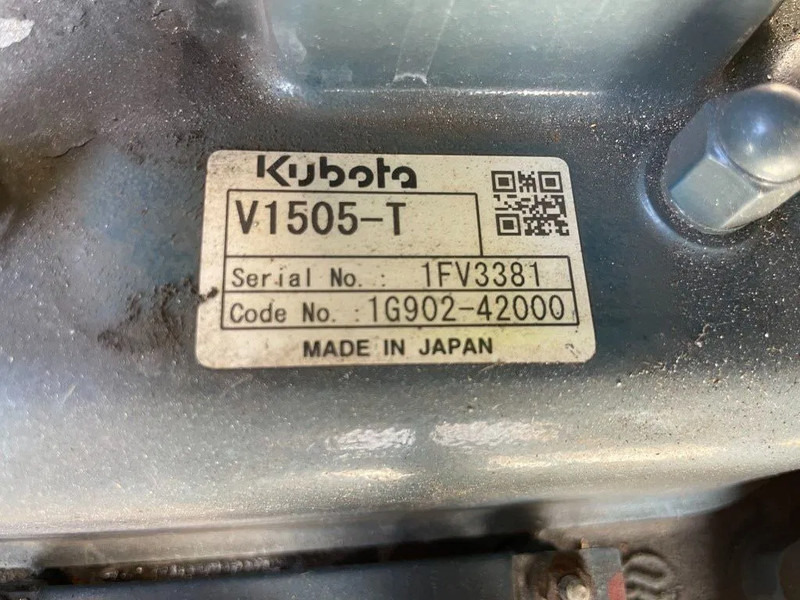 Kubota
V1505-T
Serial No. : 1FV3381
Code No. : 1G902-42000
MADE IN JAPAN